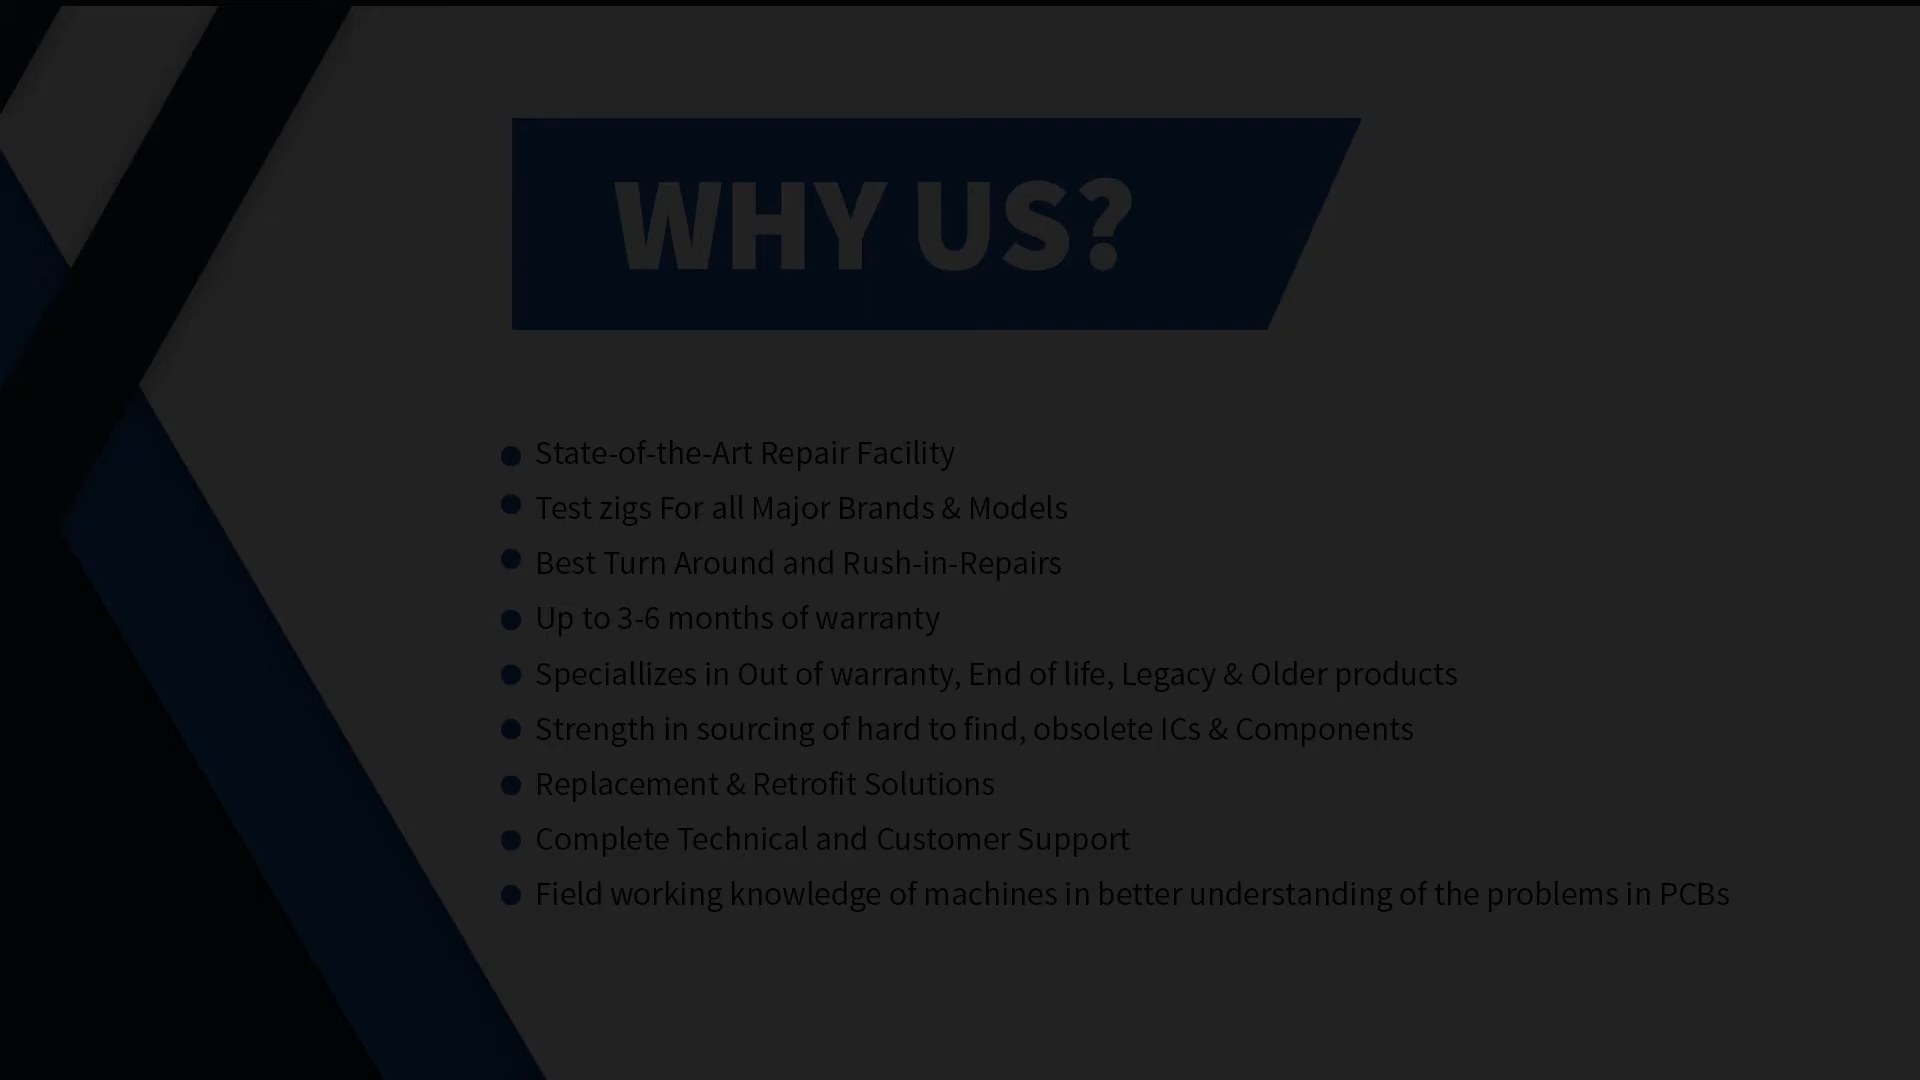 WHY US?
State-of-the-Art Repair Facility
Test zigs For all Major Brands & Models
Best Turn Around and Rush-in-Repairs
Up to 3-6 months of warranty
Speciallizes in Out of warranty, End of life, Legacy & Older products
Strength in sourcing of hard to find, obsolete ICs & Components
Replacement & Retrofit Solutions
Complete Technical and Customer Support
Field working knowledge of machines in better understanding of the problems in PCBs